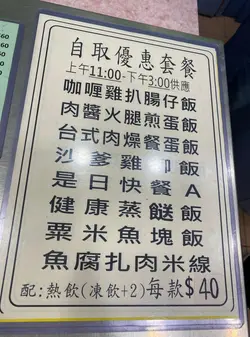 自取優惠套餐
上午11:00-下午3:00供應
咖喱雞扒腸仔飯
肉醬火腿煎蛋飯
台式肉燥餐蛋飯
沙爹雞柳飯
是日快餐A
健康蒸餸飯
粟米魚塊飯
魚腐扎肉米線
配:熱飲(凍飲+2)每款$40